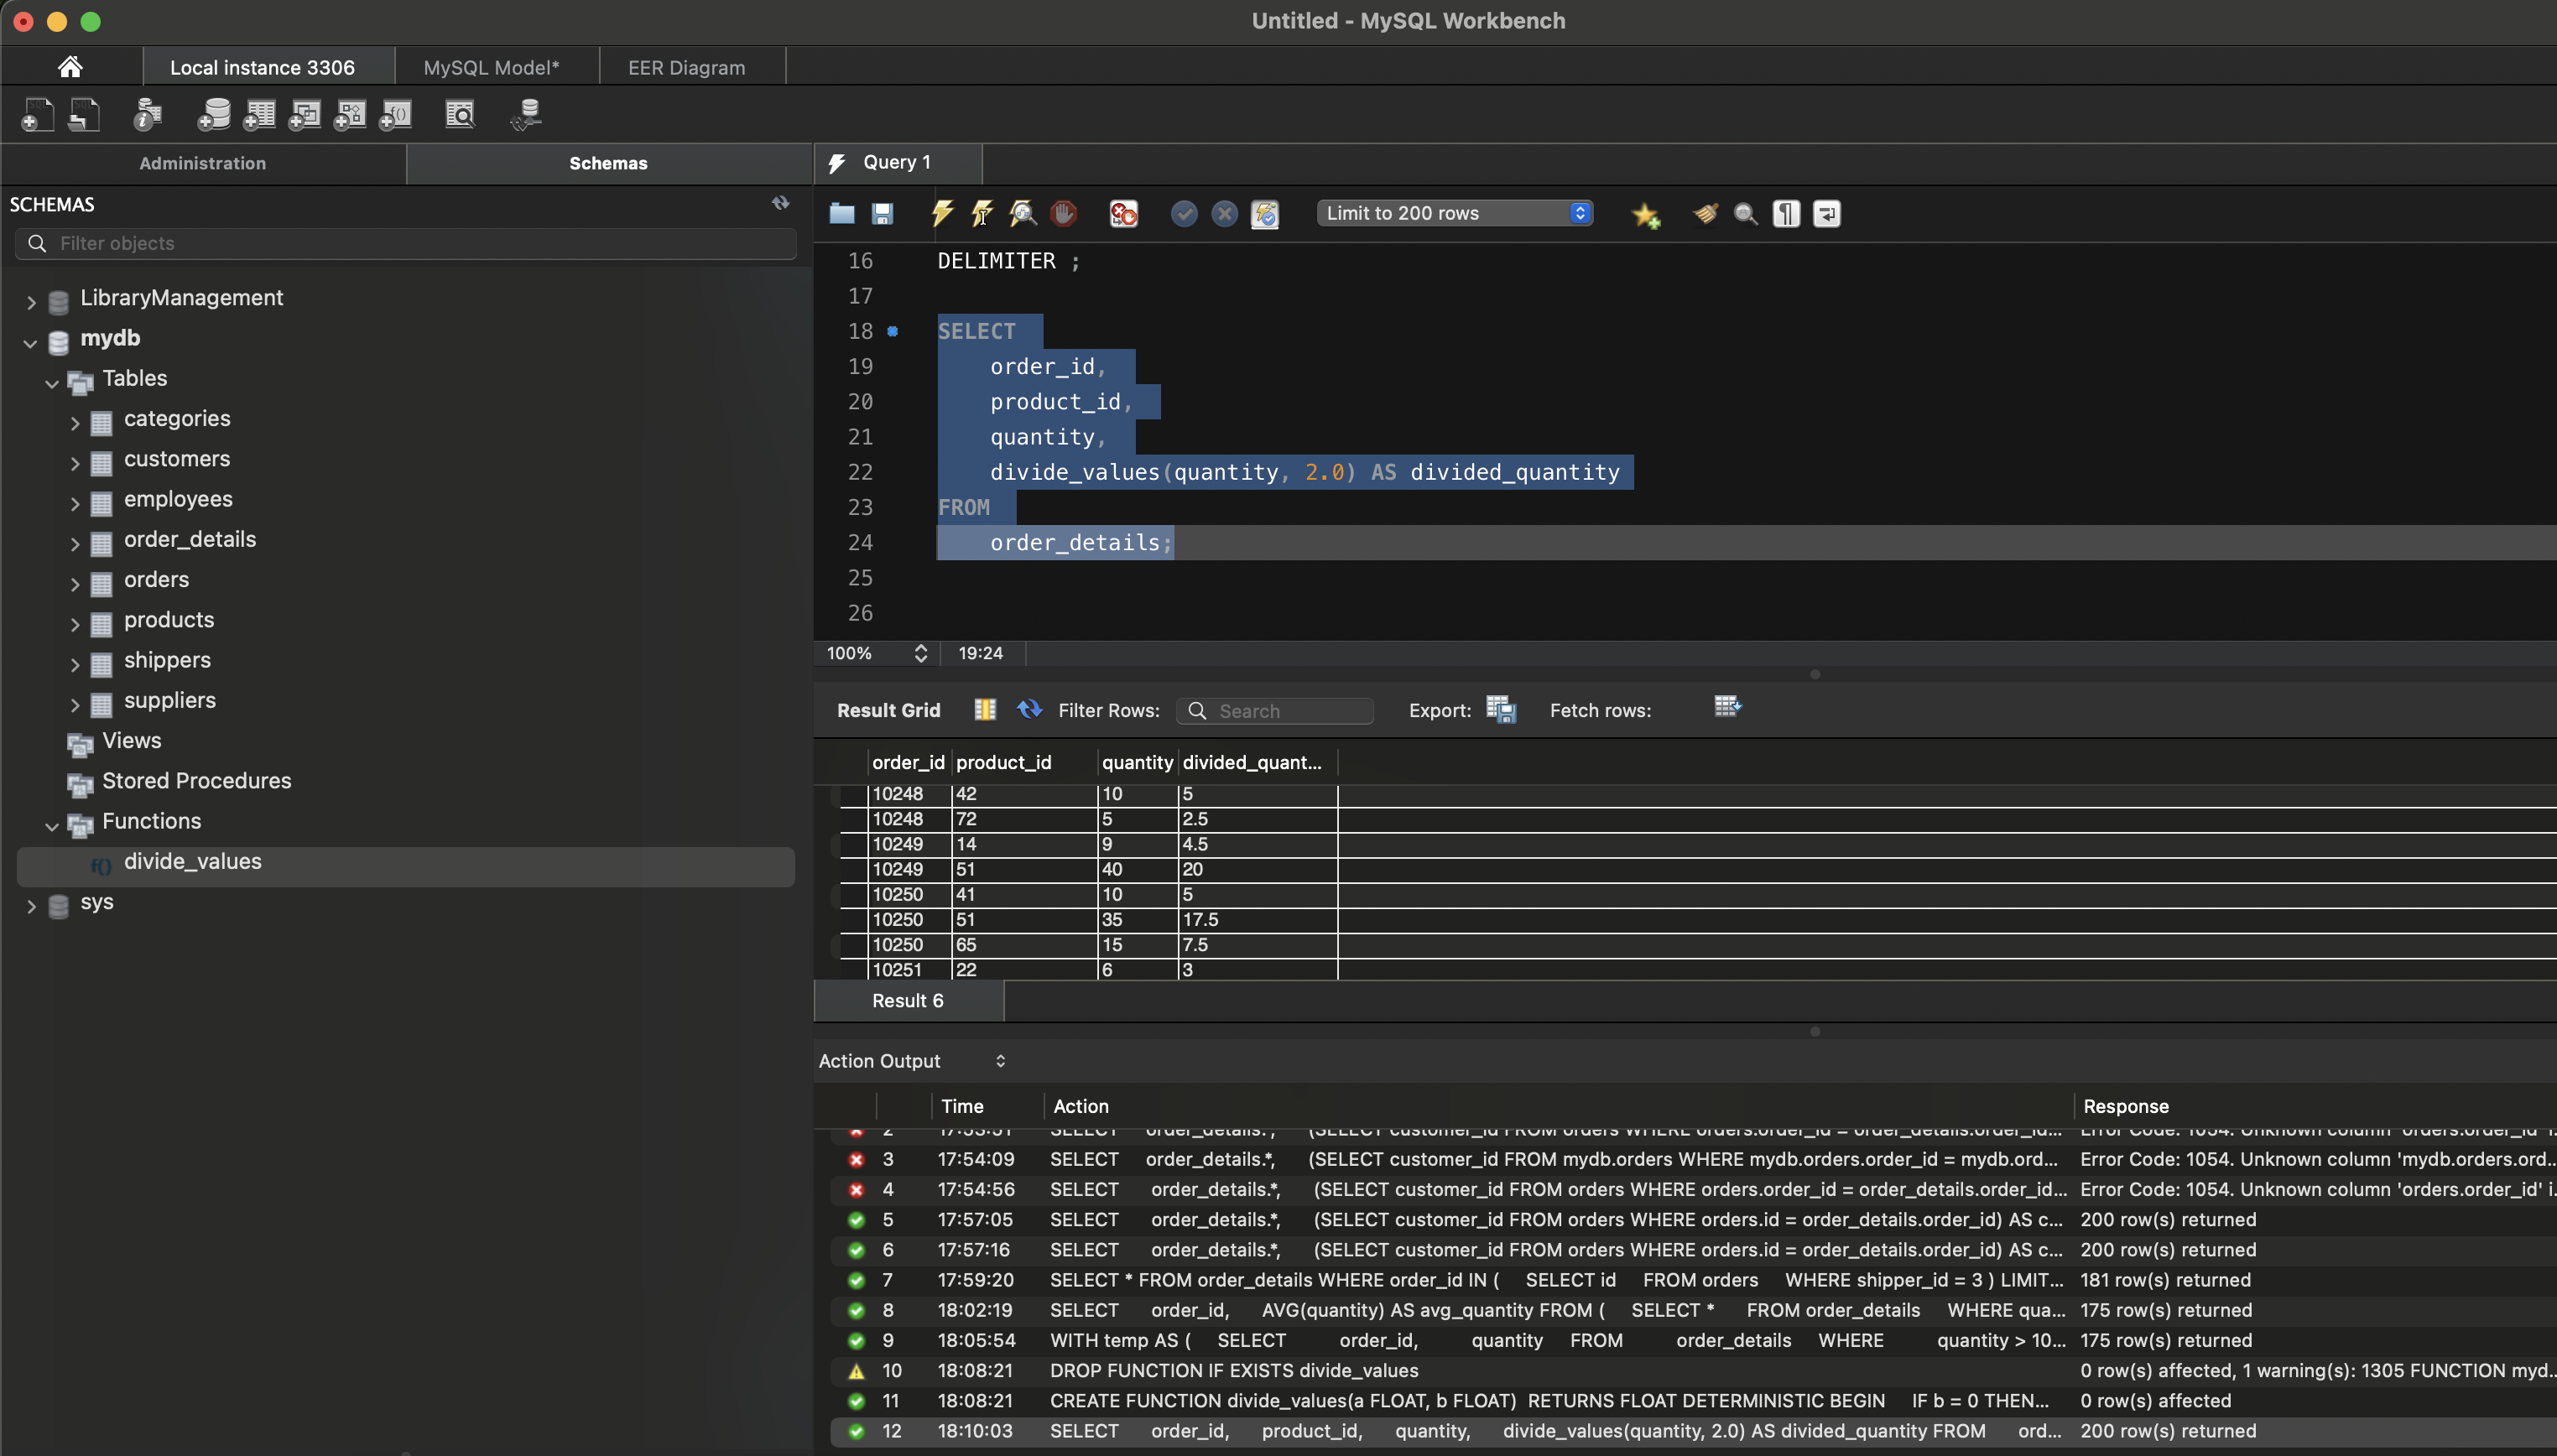 Untitled - MySQL Workbench
Local instance 3306
MySQL Model*
EER Diagram
Administration
Schemas
Query 1
SCHEMAS
Filter objects
LibraryManagement
mydb
Tables
categories
customers
employees
order_details
orders
products
shippers
suppliers
Views
Stored Procedures
Functions
f() divide_values
sys
Limit to 200 rows
16 DELIMITER ;
17
18 SELECT
19 order_id,
20 product_id,
21 quantity,
22 divide_values(quantity, 2.0) AS divided_quantity
23 FROM
24 order_details;
25
26
100% 19:24
Result Grid Filter Rows: Search Export: Fetch rows:
order_id product_id quantity divided_quant...
10248 42 10 5
10248 72 5 2.5
10249 14 9 4.5
10249 51 40 20
10250 41 10 5
10250 51 35 17.5
10250 65 15 7.5
10251 22 6 3
Result 6
Action Output
Time Action Response
3 17:54:09 SELECT order_details.*, (SELECT customer_id FROM mydb.orders WHERE mydb.orders.order_id = mydb.ord... Error Code: 1054. Unknown column 'mydb.orders.ord...
4 17:54:56 SELECT order_details.*, (SELECT customer_id FROM orders WHERE orders.order_id = order_details.order_id... Error Code: 1054. Unknown column 'orders.order_id' i...
5 17:57:05 SELECT order_details.*, (SELECT customer_id FROM orders WHERE orders.id = order_details.order_id) AS c... 200 row(s) returned
6 17:57:16 SELECT order_details.*, (SELECT customer_id FROM orders WHERE orders.id = order_details.order_id) AS c... 200 row(s) returned
7 17:59:20 SELECT * FROM order_details WHERE order_id IN ( SELECT id FROM orders WHERE shipper_id = 3 ) LIMIT... 181 row(s) returned
8 18:02:19 SELECT order_id, AVG(quantity) AS avg_quantity FROM ( SELECT * FROM order_details WHERE qua... 175 row(s) returned
9 18:05:54 WITH temp AS ( SELECT order_id, quantity FROM order_details WHERE quantity > 10... 175 row(s) returned
10 18:08:21 DROP FUNCTION IF EXISTS divide_values 0 row(s) affected, 1 warning(s): 1305 FUNCTION myd...
11 18:08:21 CREATE FUNCTION divide_values(a FLOAT, b FLOAT) RETURNS FLOAT DETERMINISTIC BEGIN IF b = 0 THEN... 0 row(s) affected
12 18:10:03 SELECT order_id, product_id, quantity, divide_values(quantity, 2.0) AS divided_quantity FROM ord... 200 row(s) returned